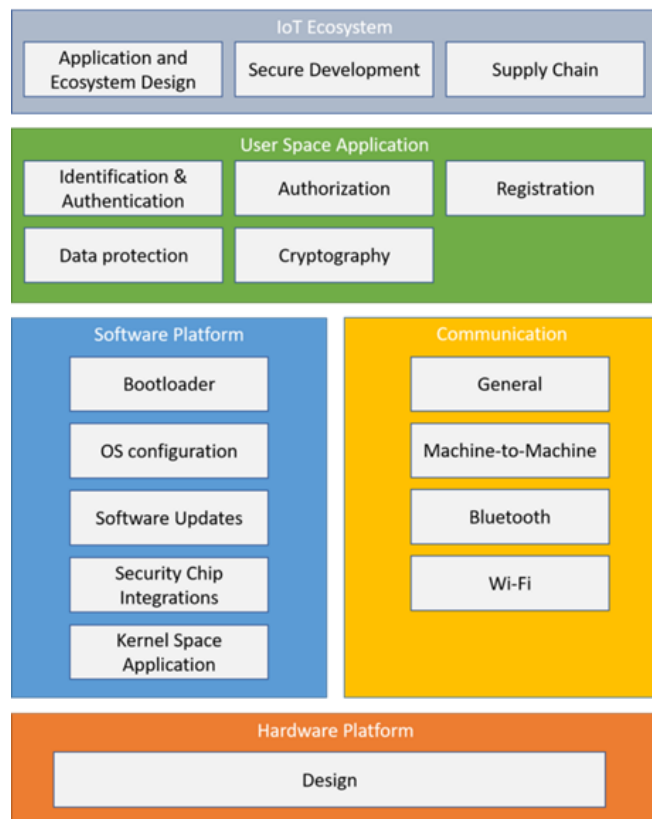 IoT Ecosystem
Application and
Ecosystem Design
Secure Development
Supply Chain
User Space Application
Identification &
Authentication
Authorization
Registration
Data protection
Cryptography
Software Platform
Bootloader
OS configuration
Software Updates
Security Chip
Integrations
Kernel Space
Application
Communication
General
Machine-to-Machine
Bluetooth
Wi-Fi
Hardware Platform
Design